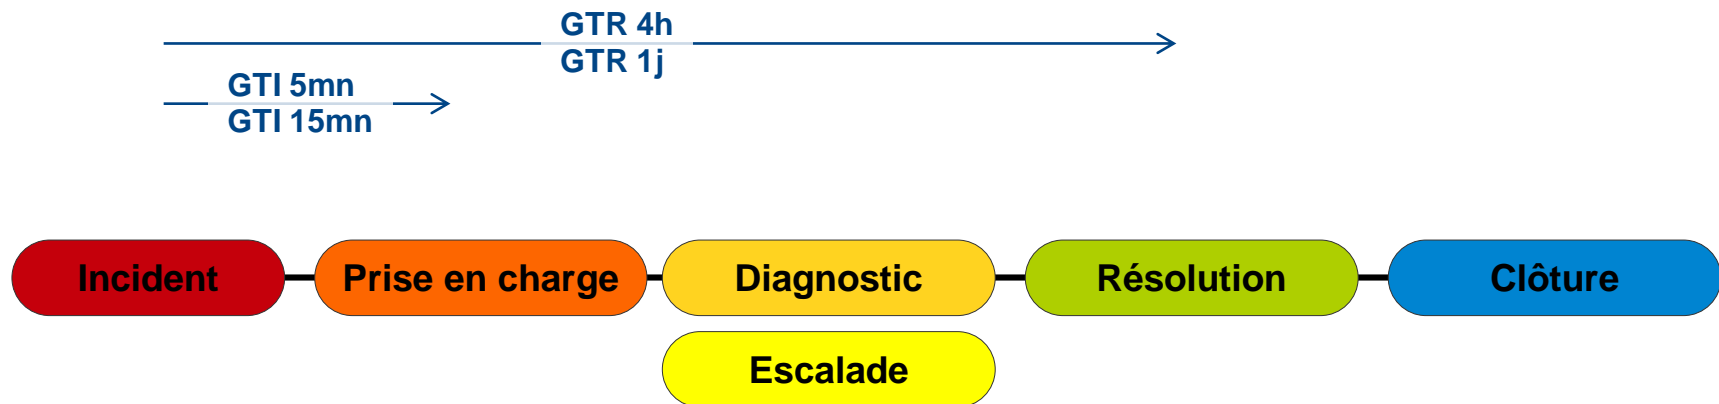 GTR 4h
GTR 1j
GTI 5mn
GTI 15mn
Incident
Prise en charge
Diagnostic
Résolution
Clôture
Escalade